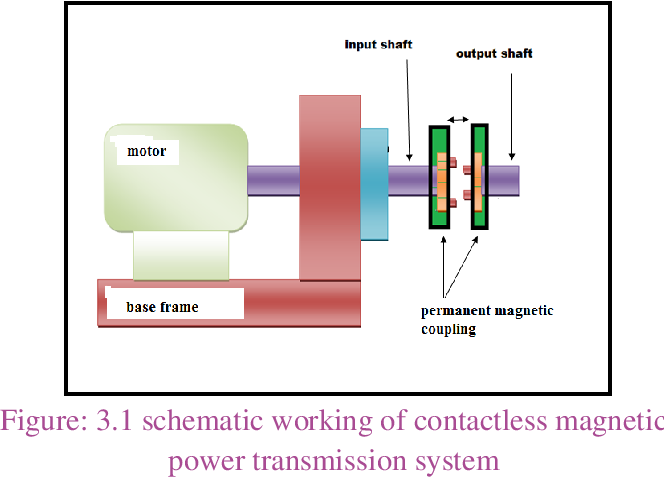 input shaft
output shaft
motor
base frame
permanent magnetic
coupling
Figure: 3.1 schematic working of contactless magnetic
power transmission system